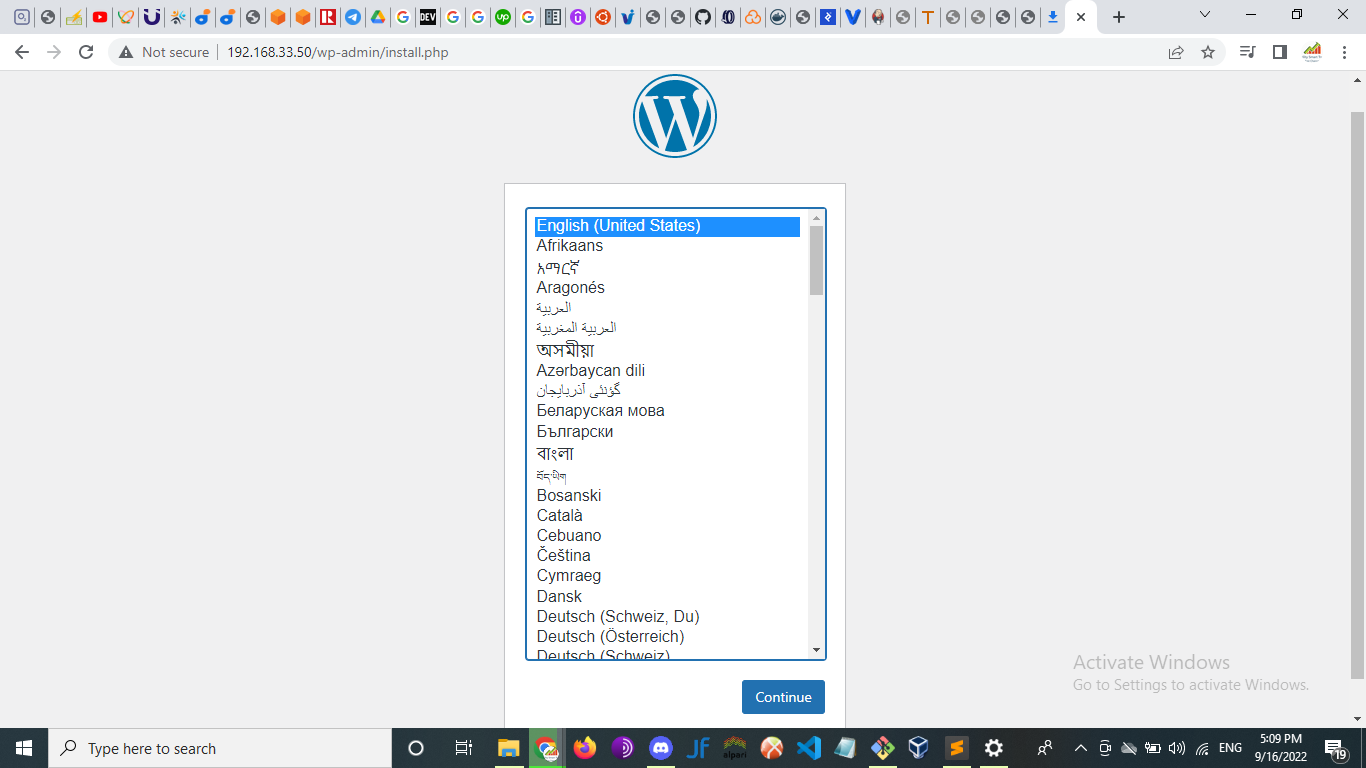 DEV
Not secure
192.168.33.50/wp-admin/install.php
English (United States)
Afrikaans
አማርኛ
Aragonés
العربية
العربية المغربية
অসমীয়া
Azərbaycan dili
گؤنئی آذربایجان
Беларуская мова
Български
বাংলা
བོད་ཡིག
Bosanski
Català
Cebuano
Čeština
Cymraeg
Dansk
Deutsch (Schweiz, Du)
Deutsch (Österreich)
Deutsch (Schweiz)
Continue
Activate Windows
Go to Settings to activate Windows.
Type here to search
JF
alpari
ENG
5:09 PM
9/16/2022
19